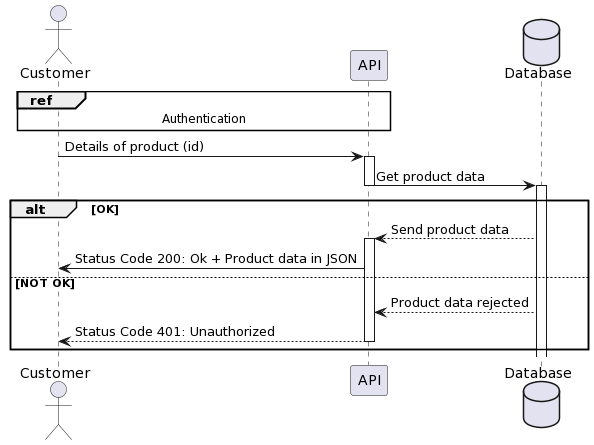 Customer
API
Database
ref
Authentication
Details of product (id)
Get product data
alt [OK]
Send product data
Status Code 200: Ok + Product data in JSON
[NOT OK]
Product data rejected
Status Code 401: Unauthorized
Customer
API
Database